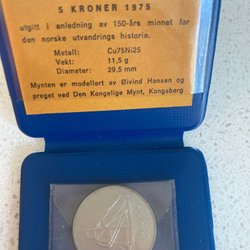 5 KRONER 1975
utgitt i anledning av 150-års minnet for
den norske utvandrings historie.
Metall: Cu75Ni25
Vekt: 11,5 g
Diameter: 29,5 mm
Mynten er modellert av Øivind Hansen og
preget ved Den Kongelige Mynt, Kongsberg.